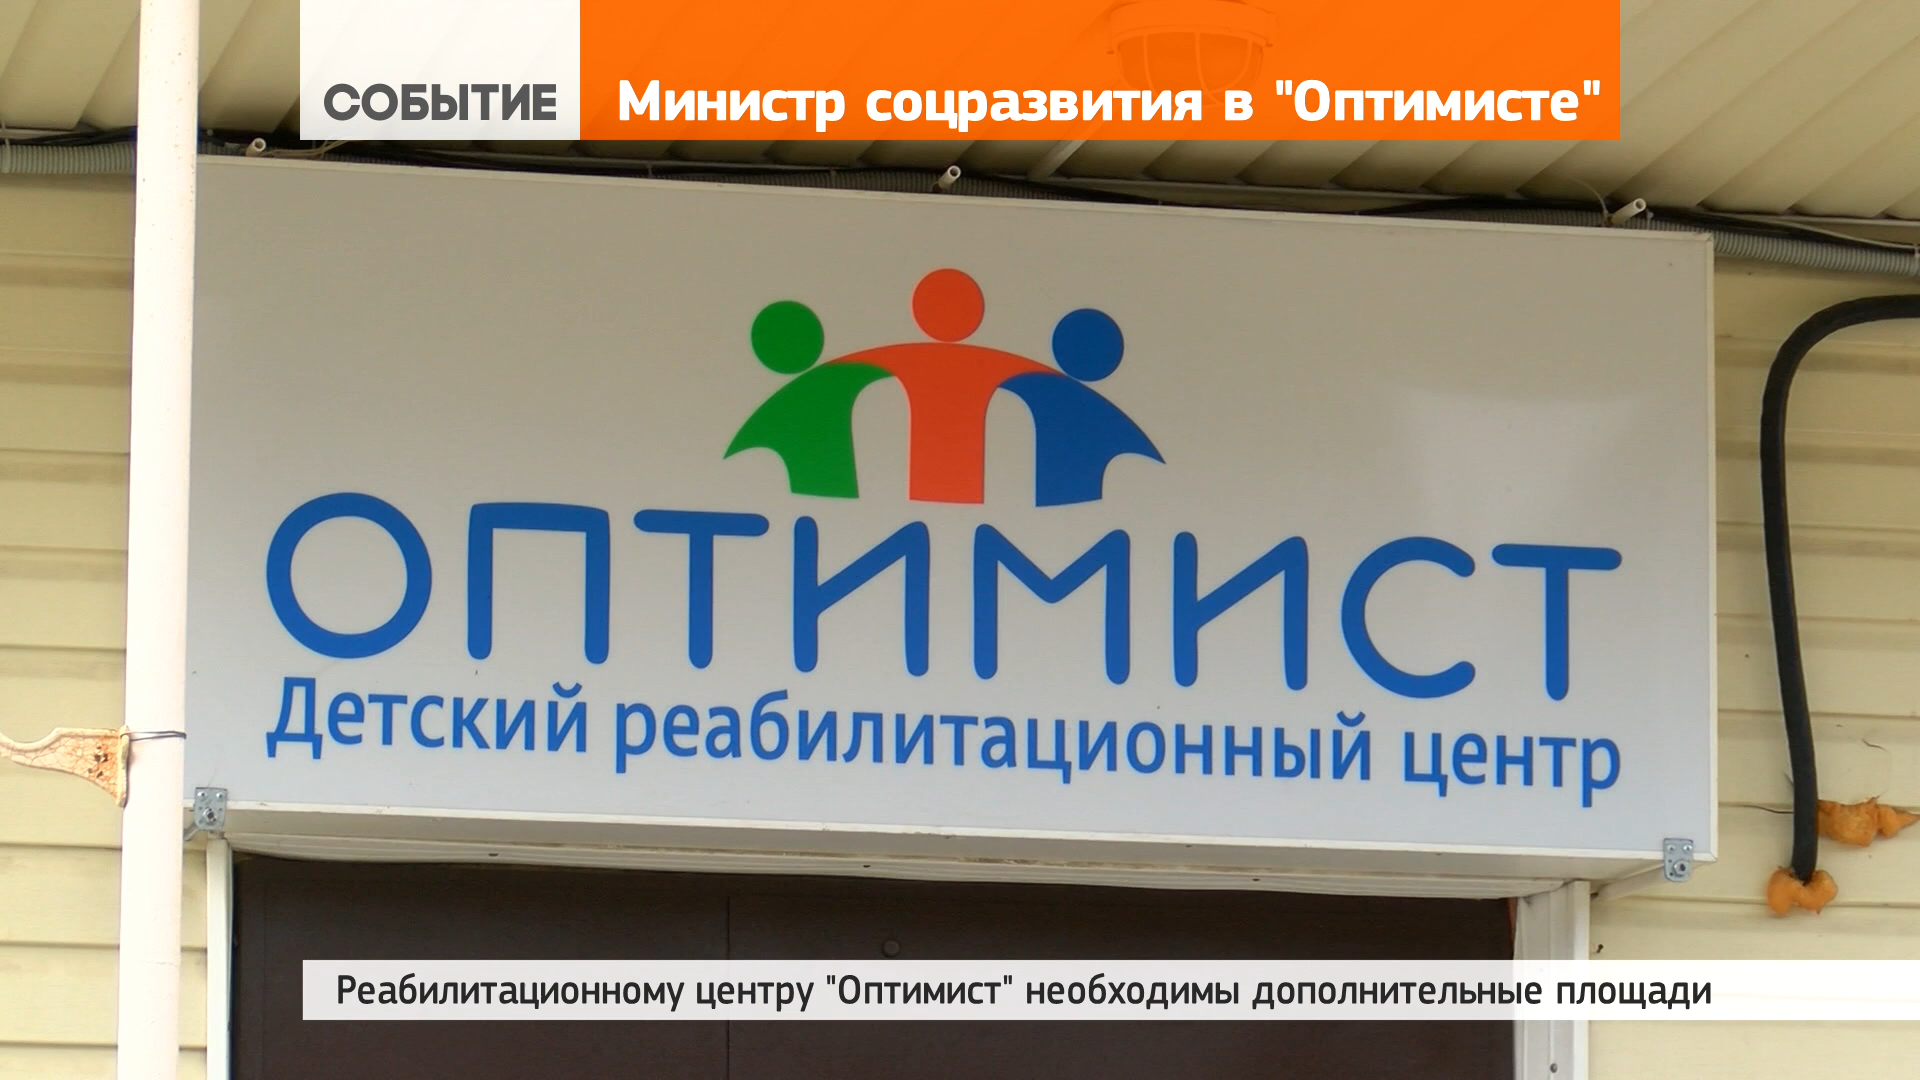 СОБЫТИЕ
Министр соцразвития в "Оптимисте"
ОПТИМИСТ
Детский реабилитационный центр
Реабилитационному центру "Оптимист" необходимы дополнительные площади